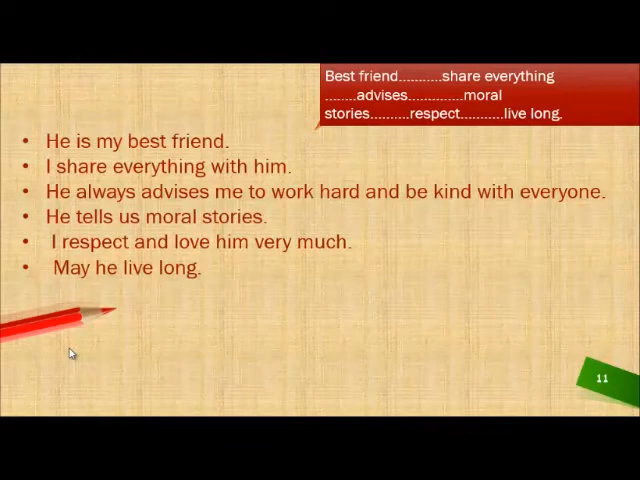 Best friend...........share everything
........advises..............moral
stories..........respect...........live long.
• He is my best friend.
• I share everything with him.
• He always advises me to work hard and be kind with everyone.
• He tells us moral stories.
• I respect and love him very much.
• May he live long.
11